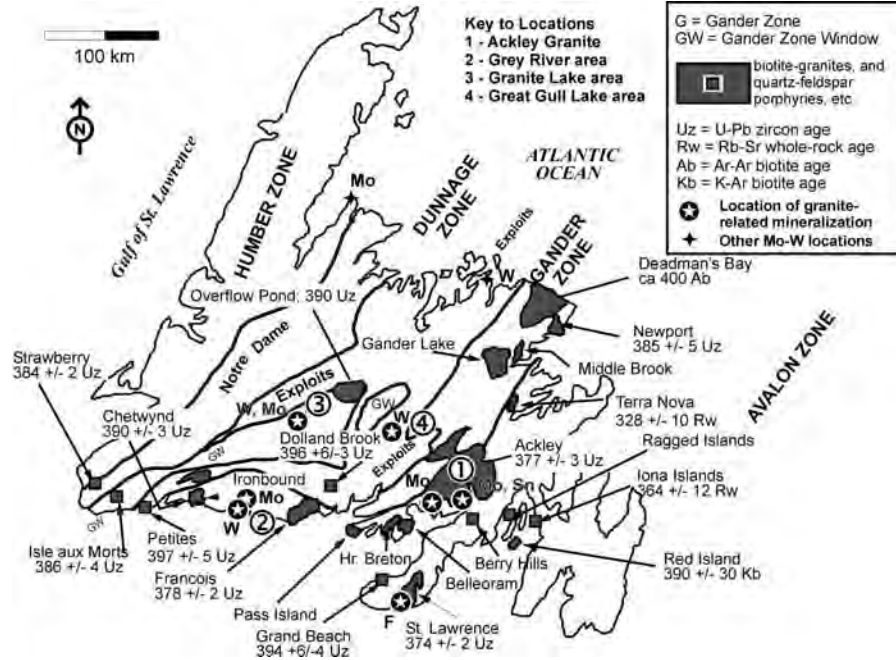 100 km
N
Key to Locations
1 - Ackley Granite
2 - Grey River area
3 - Granite Lake area
4 - Great Gull Lake area
G = Gander Zone
GW = Gander Zone Window
biotite-granites, and
quartz-feldspar
porphyries, etc
Uz = U-Pb zircon age
Rw = Rb-Sr whole-rock age
Ab = Ar-Ar biotite age
Kb = K-Ar biotite age
Location of granite-
related mineralization
Other Mo-W locations
Gulf of St. Lawrence
HUMBER ZONE
Mo
DUNNAGE
ZONE
ATLANTIC
OCEAN
Exploits
W
GANDER
ZONE
Deadman's Bay
ca 400 Ab
Overflow Pond: 390 Uz
Newport
385 +/- 5 Uz
AVALON ZONE
Gander Lake
Middle Brook
Notre Dame
Strawberry
384 +/- 2 Uz
Exploits
Chetwynd
390 +/- 3 Uz
W, Mo
3
GW
W
4
Terra Nova
328 +/- 10 Rw
Dolland Brook
396 +6/-3 Uz
GW
Exploits
Ackley
377 +/- 3 Uz
Ragged Islands
1
Ironbound
Mo
Mo
Mo, Sn
Iona Islands
364 +/- 12 Rw
GW
W
2
Isle aux Morts
386 +/- 4 Uz
Petites
397 +/- 5 Uz
Francois
378 +/- 2 Uz
Hr. Breton
Berry Hills
Belleoram
Red Island
390 +/- 30 Kb
Pass Island
Grand Beach
394 +6/-4 Uz
F
St. Lawrence
374 +/- 2 Uz